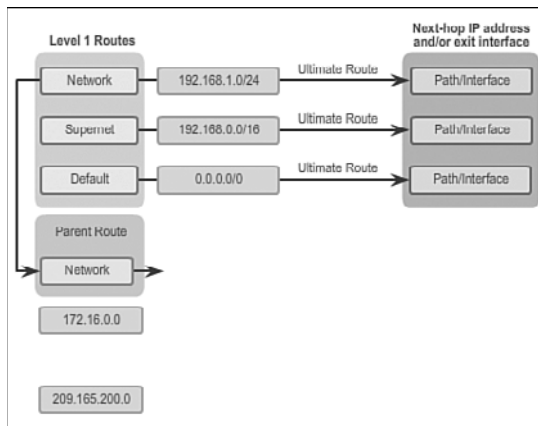 Level 1 Routes
Next-hop IP address
and/or exit interface
Network
192.168.1.0/24
Ultimate Route
Path/Interface
Supernet
192.168.0.0/16
Ultimate Route
Path/Interface
Default
0.0.0.0/0
Ultimate Route
Path/Interface
Parent Route
Network
172.16.0.0
209.165.200.0